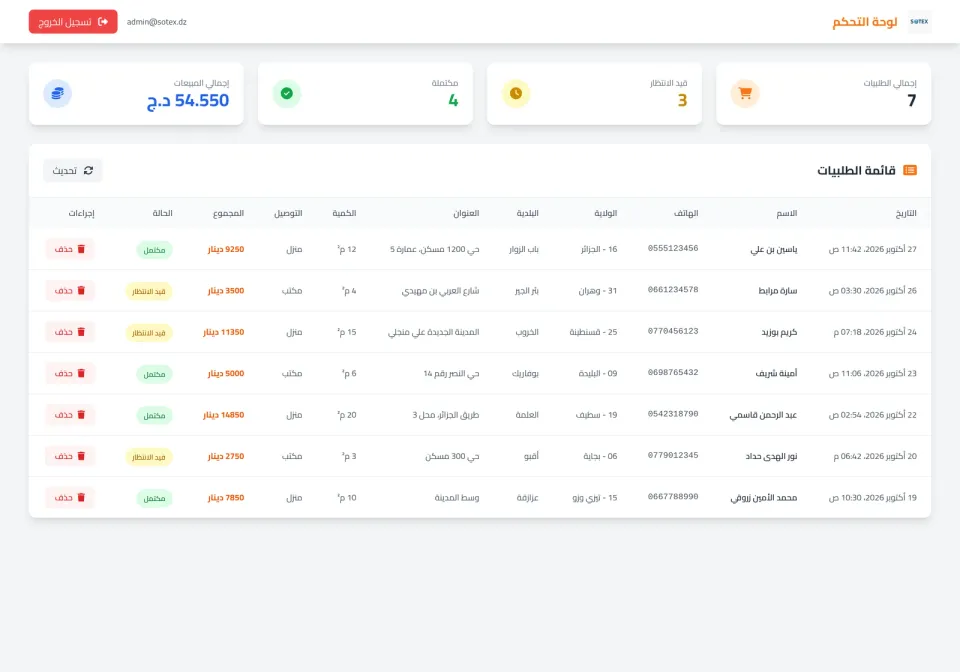 SOTEX
لوحة التحكم
admin@sotex.dz
تسجيل الخروج
إجمالي الطلبيات
7
قيد الانتظار
3
مكتملة
4
إجمالي المبيعات
54.550 د.ج
قائمة الطلبيات
تحديث
التاريخ الاسم الهاتف الولاية البلدية العنوان الكمية التوصيل المجموع الحالة إجراءات
27 أكتوبر 2026، 11:42 ص ياسين بن علي 0555123456 16 - الجزائر باب الزوار حي 1200 مسكن، عمارة 5 12 م² منزل 9250 دينار مكتمل حذف
26 أكتوبر 2026، 03:30 ص سارة مرابط 0661234578 31 - وهران بئر الجير شارع العربي بن مهيدي 4 م² مكتب 3500 دينار قيد الانتظار حذف
24 أكتوبر 2026، 07:18 م كريم بوزيد 0770456123 25 - قسنطينة الخروب المدينة الجديدة علي منجلي 15 م² منزل 11350 دينار قيد الانتظار حذف
23 أكتوبر 2026، 11:06 ص أمينة شريف 0698765432 09 - البليدة بوفاريك حي النصر رقم 14 6 م² مكتب 5000 دينار مكتمل حذف
22 أكتوبر 2026، 02:54 ص عبد الرحمن قاسمي 0542318790 19 - سطيف العلمة طريق الجزائر، محل 3 20 م² منزل 14850 دينار مكتمل حذف
20 أكتوبر 2026، 06:42 م نور الهدى حداد 0779012345 06 - بجاية أقبو حي 300 مسكن 3 م² مكتب 2750 دينار قيد الانتظار حذف
19 أكتوبر 2026، 10:30 ص محمد الأمين زروقي 0667788990 15 - تيزي وزو عزازقة وسط المدينة 10 م² منزل 7850 دينار مكتمل حذف